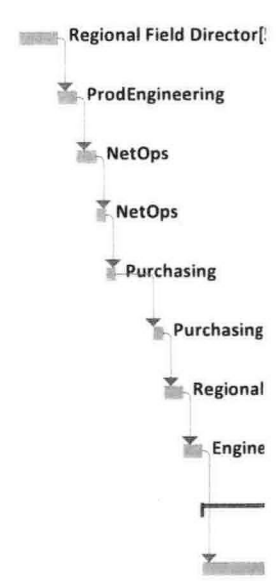 Regional Field Director[
ProdEngineering
NetOps
NetOps
Purchasing
Purchasing
Regional
Engine